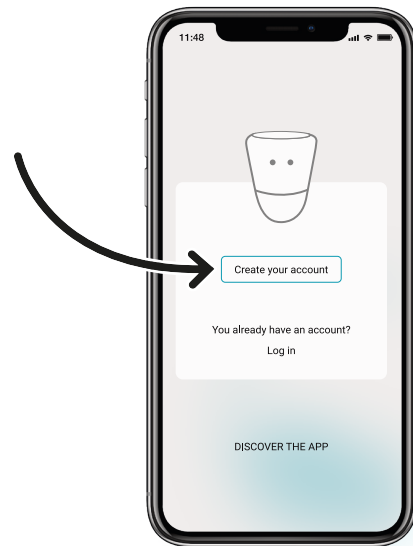 11:48
Create your account
You already have an account?
Log in
DISCOVER THE APP